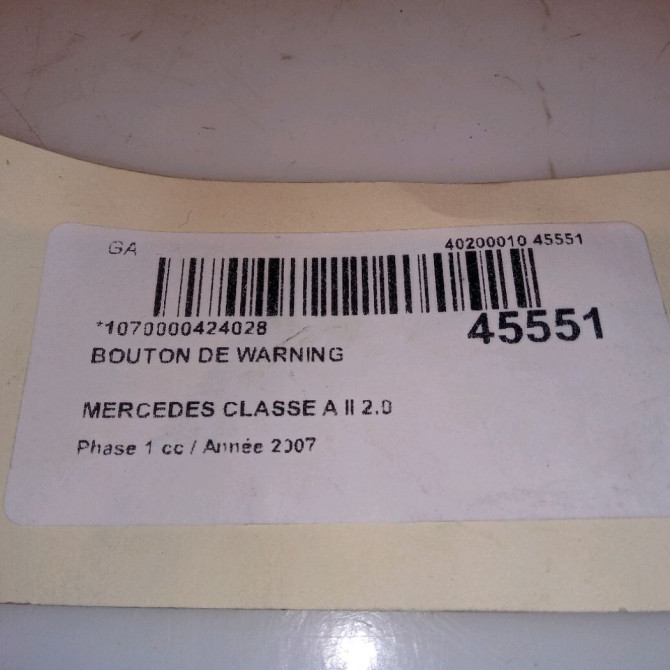 GA
40200010 45551
*1070000424028
45551
BOUTON DE WARNING
MERCEDES CLASSE A II 2.0
Phase 1 cc / Année 2007